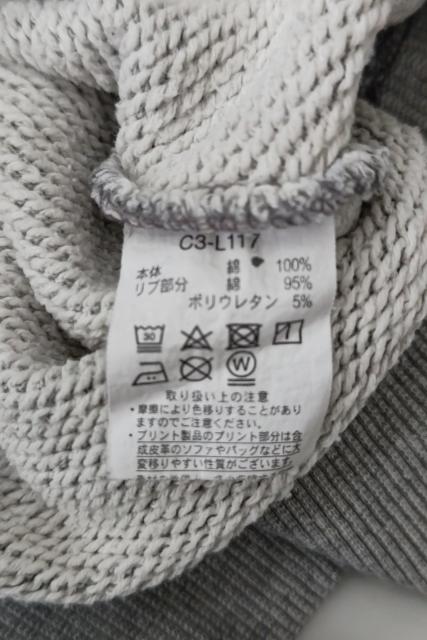 C3-L117
本体 綿 100%
リブ部分 綿 95%
ポリウレタン 5%
30
W
取り扱い上の注意
・摩擦により色移りすることがあり
ますのでご注意ください。
・プリント製品のプリント部分は合
成皮革のソファやバッグなどに大
変移りやすい性質がございます。